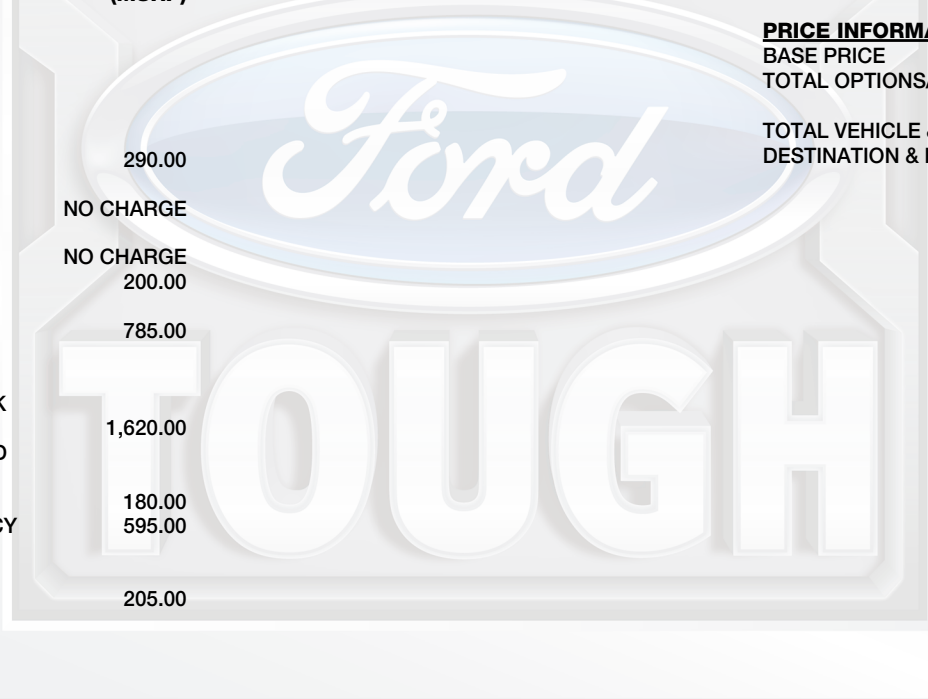 (MSRP)
290.00
NO CHARGE
NO CHARGE
200.00
785.00
K
1,620.00
180.00
CY 595.00
205.00
PRICE INFORMA
BASE PRICE
TOTAL OPTIONS
TOTAL VEHICLE &
DESTINATION &
Ford
TOUGH